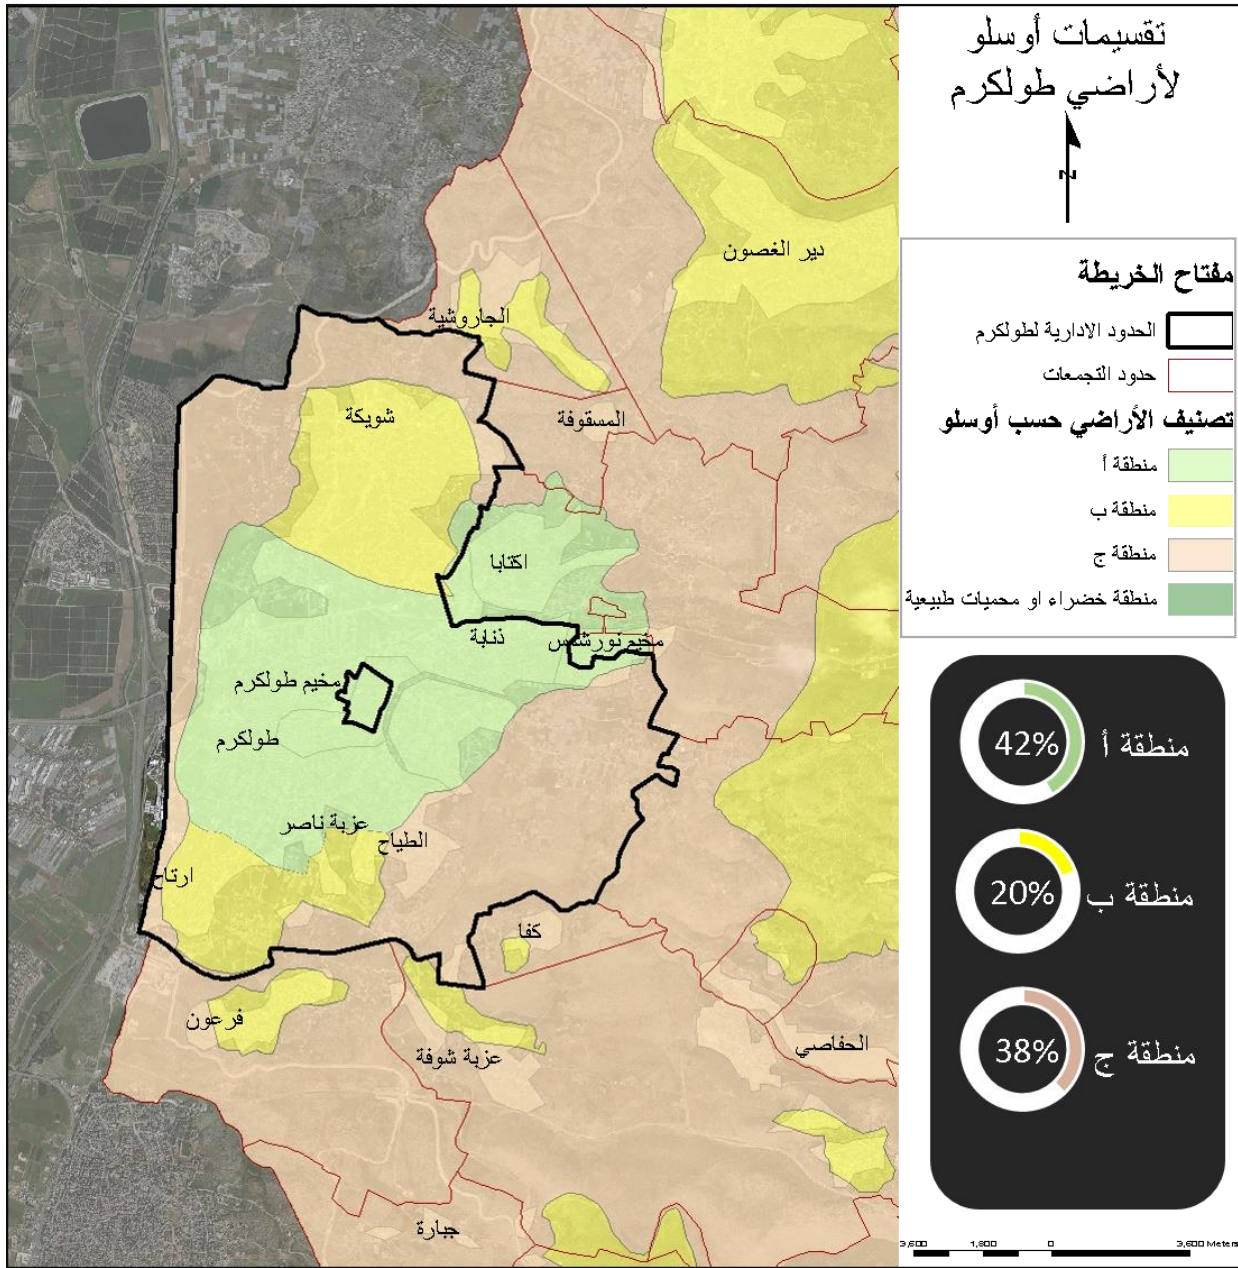 تقسيمات أوسلو
لأراضي طولكرم
N
مفتاح الخريطة
الحدود الادارية لطولكرم
حدود التجمعات
تصنيف الأراضي حسب أوسلو
منطقة أ
منطقة ب
منطقة ج
منطقة خضراء او محميات طبيعية
منطقة أ 42%
منطقة ب 20%
منطقة ج 38%
3,600 1,800 0 3,600 Meters
دير الغصون
الجاروشية
شويكة
المسقوفة
اكتابا
ذنابة
مخيم نورشمس
مخيم طولكرم
طولكرم
عزبة ناصر
الطياح
ارتاح
كفا
فرعون
عزبة شوفة
الحفاصي
جبارة